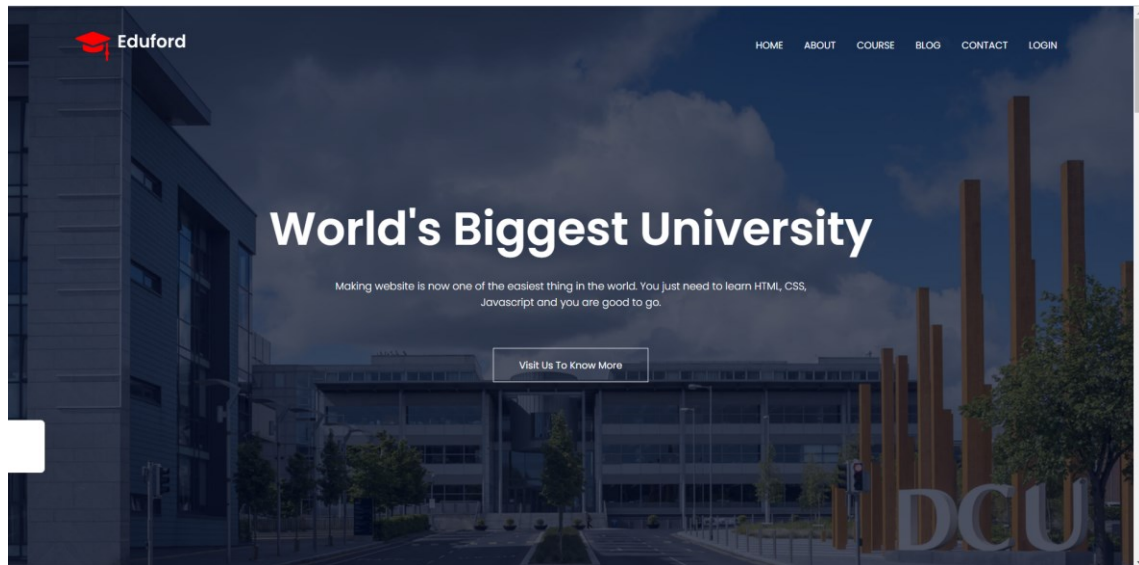 Eduford
HOME ABOUT COURSE BLOG CONTACT LOGIN
World's Biggest University
Making website is now one of the easiest thing in the world. You just need to learn HTML, CSS,
Javascript and you are good to go.
Visit Us To Know More
DCU